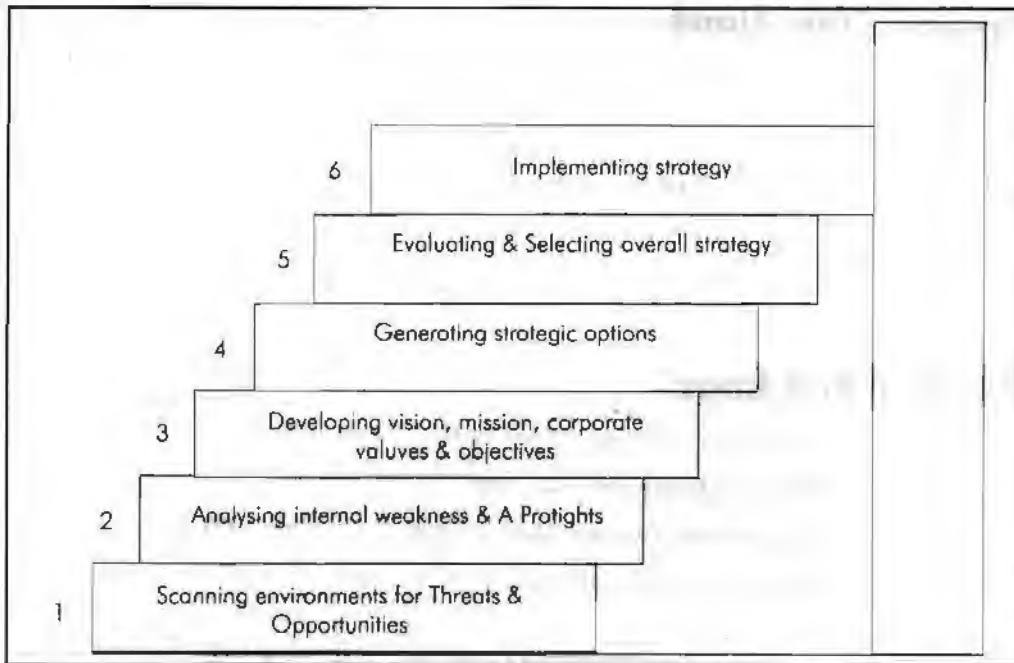 6 Implementing strategy
5 Evaluating & Selecting overall strategy
4 Generating strategic options
3 Developing vision, mission, corporate
valuves & objectives
2 Analysing internal weakness & A Protights
1 Scanning environments for Threats &
Opportunities